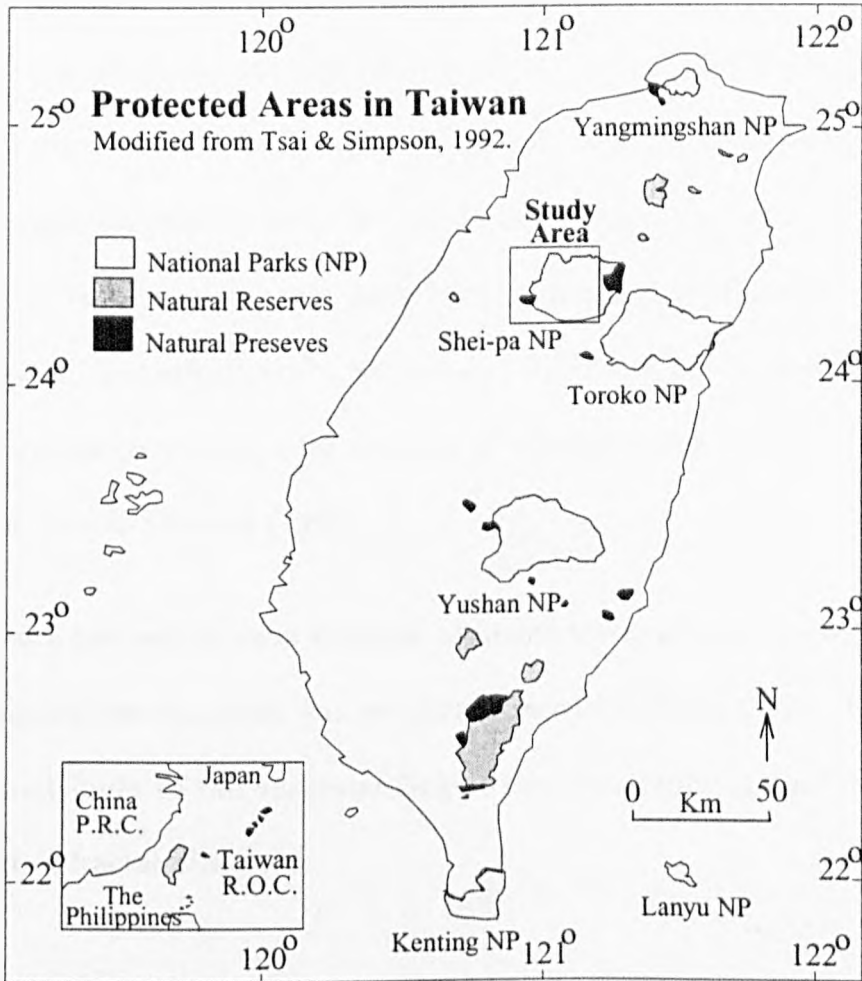 120° 121° 122°
Protected Areas in Taiwan
Modified from Tsai & Simpson, 1992.
25° 25°
Yangmingshan NP
Study
Area
National Parks (NP)
Natural Reserves
Natural Preseves
Shei-pa NP
Toroko NP
24° 24°
Yushan NP
23° 23°
N
0 50
Km
Japan
China
P.R.C.
Taiwan
R.O.C.
The
Philippines
22° 22°
Lanyu NP
Kenting NP
120° 121° 122°